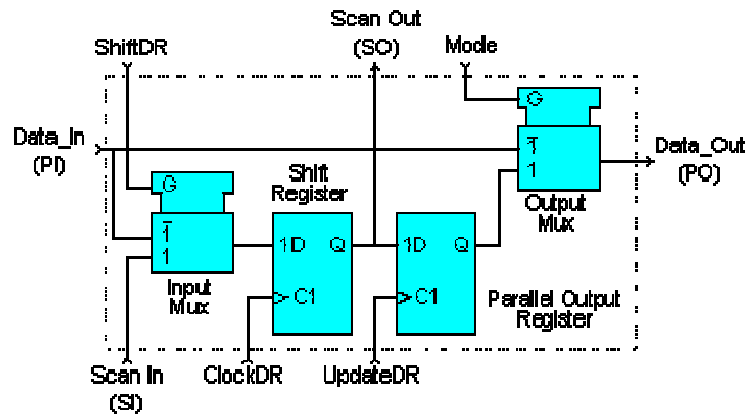 Scan Out
(SO)
ShiftDR
Mode
G
Data_In
(PI)
1
1
Data_Out
(PO)
Output
Mux
Shift
Register
G
1
1
Input
Mux
1D Q
C1
1D Q
C1
Parallel Output
Register
Scan In
(SI)
ClockDR
UpdateDR